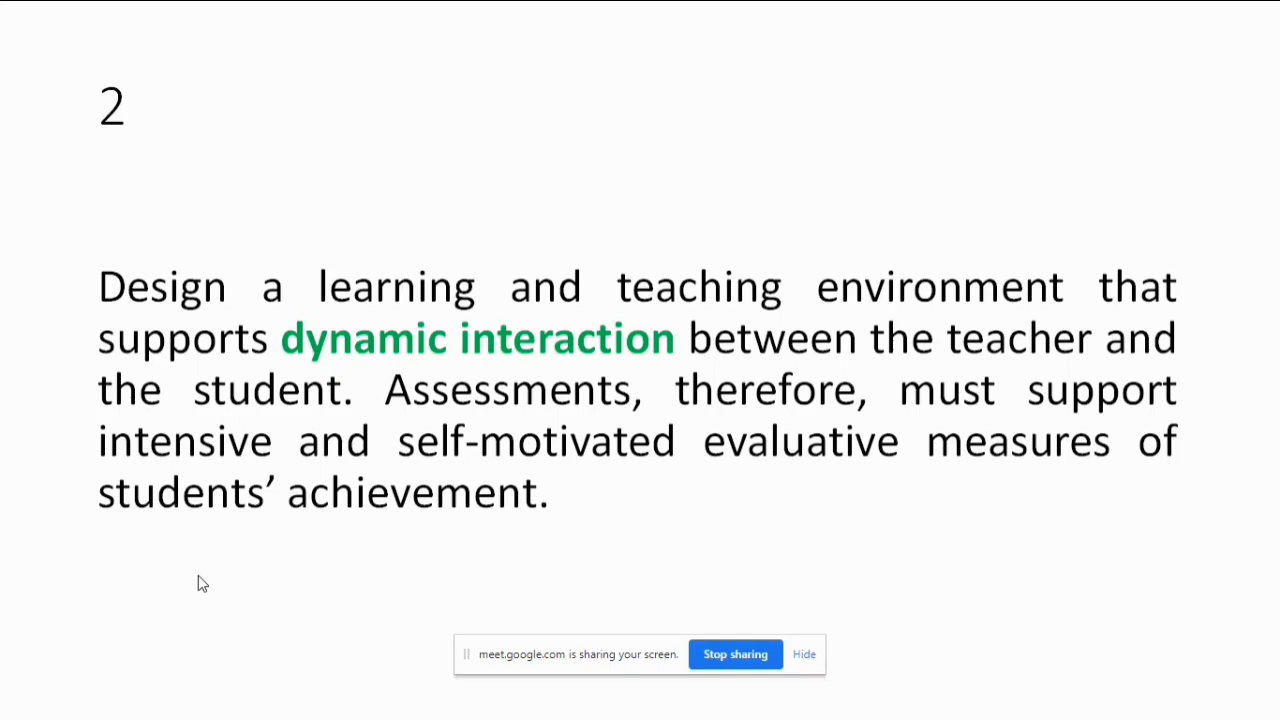 2
Design a learning and teaching environment that
supports dynamic interaction between the teacher and
the student. Assessments, therefore, must support
intensive and self-motivated evaluative measures of
students’ achievement.
meet.google.com is sharing your screen. Stop sharing Hide